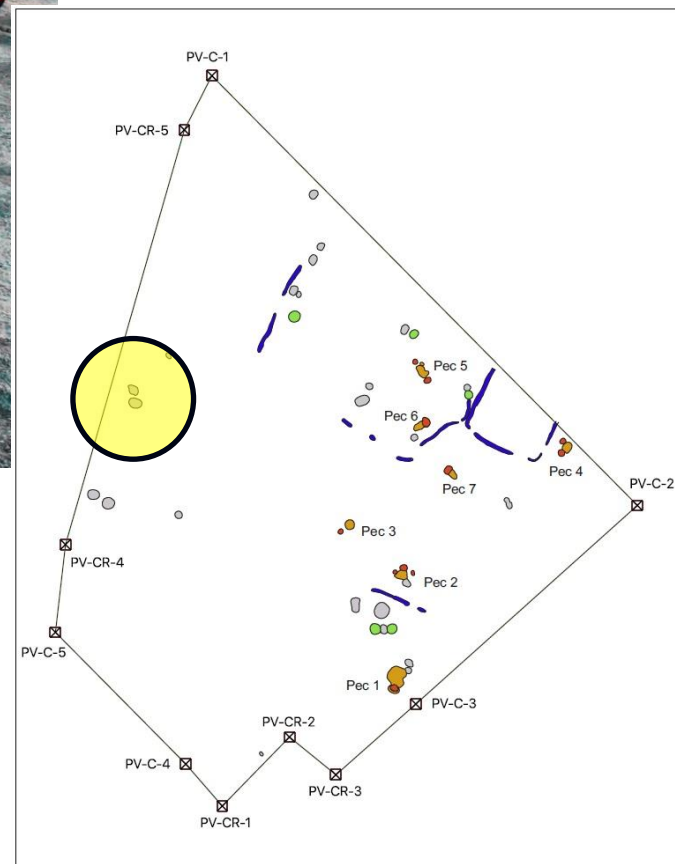 PV-C-1
PV-CR-5
Pec 5
Pec 6
Pec 4
Pec 7
PV-C-2
Pec 3
PV-CR-4
Pec 2
PV-C-5
Pec 1
PV-C-3
PV-CR-2
PV-C-4
PV-CR-3
PV-CR-1